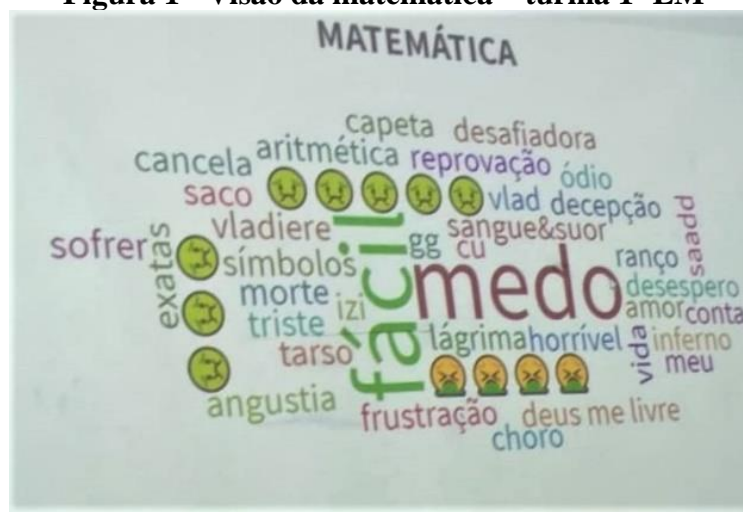 Figura 1 - Visão da matemática – turma 1º EM
MATEMÁTICA
capeta desafiadora
cancela aritmética reprovação ódio
saco vlad decepção
saadd
vladiere fácil gg sangue&suor
sofrer exatas símbolos cu medo ranço
morte izi desespero
triste amor conta
tarso lágrima horrível vida inferno
meu
angustia frustração deus me livre
choro